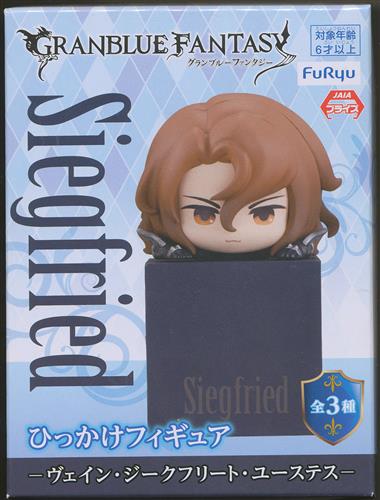 GRANBLUE FANTASY
グランブルーファンタジー
対象年齢
6才以上
FuRyu
JAIA
プライズ
Siegfried
Siegfried
全3種
ひっかけフィギュア
－ヴェイン・ジークフリート・ユーステス－